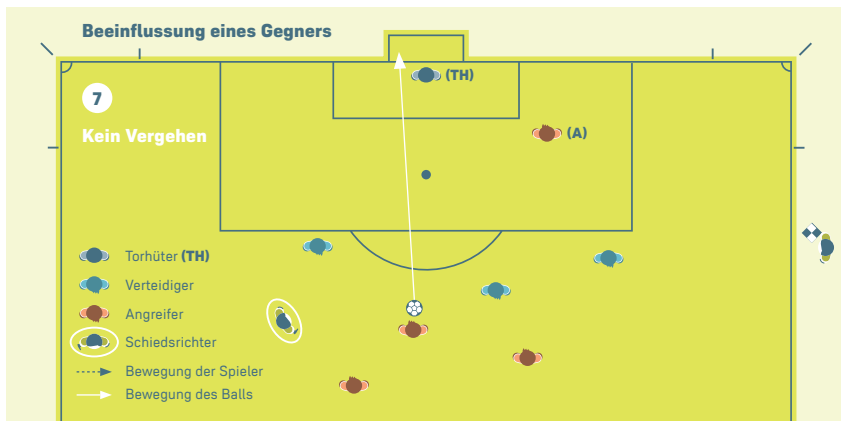 Beeinflussung eines Gegners
(TH)
7
(A)
Kein Vergehen
Torhüter (TH)
Verteidiger
Angreifer
Schiedsrichter
Bewegung der Spieler
Bewegung des Balls